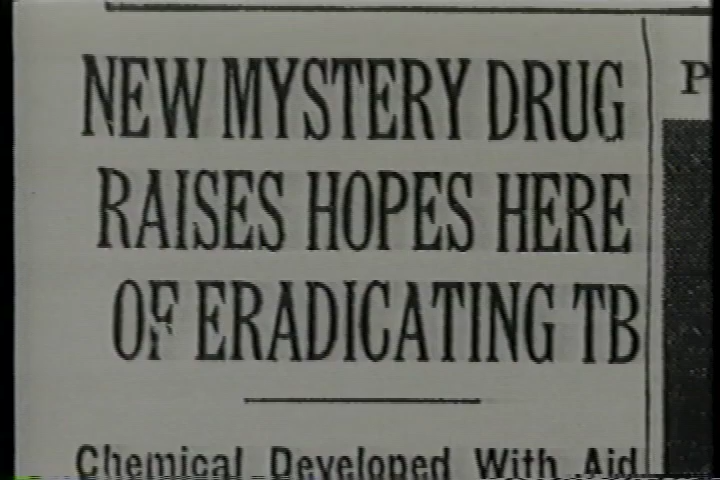 NEW MYSTERY DRUG
RAISES HOPES HERE
OF ERADICATING TB
Chemical Developed With Aid
P